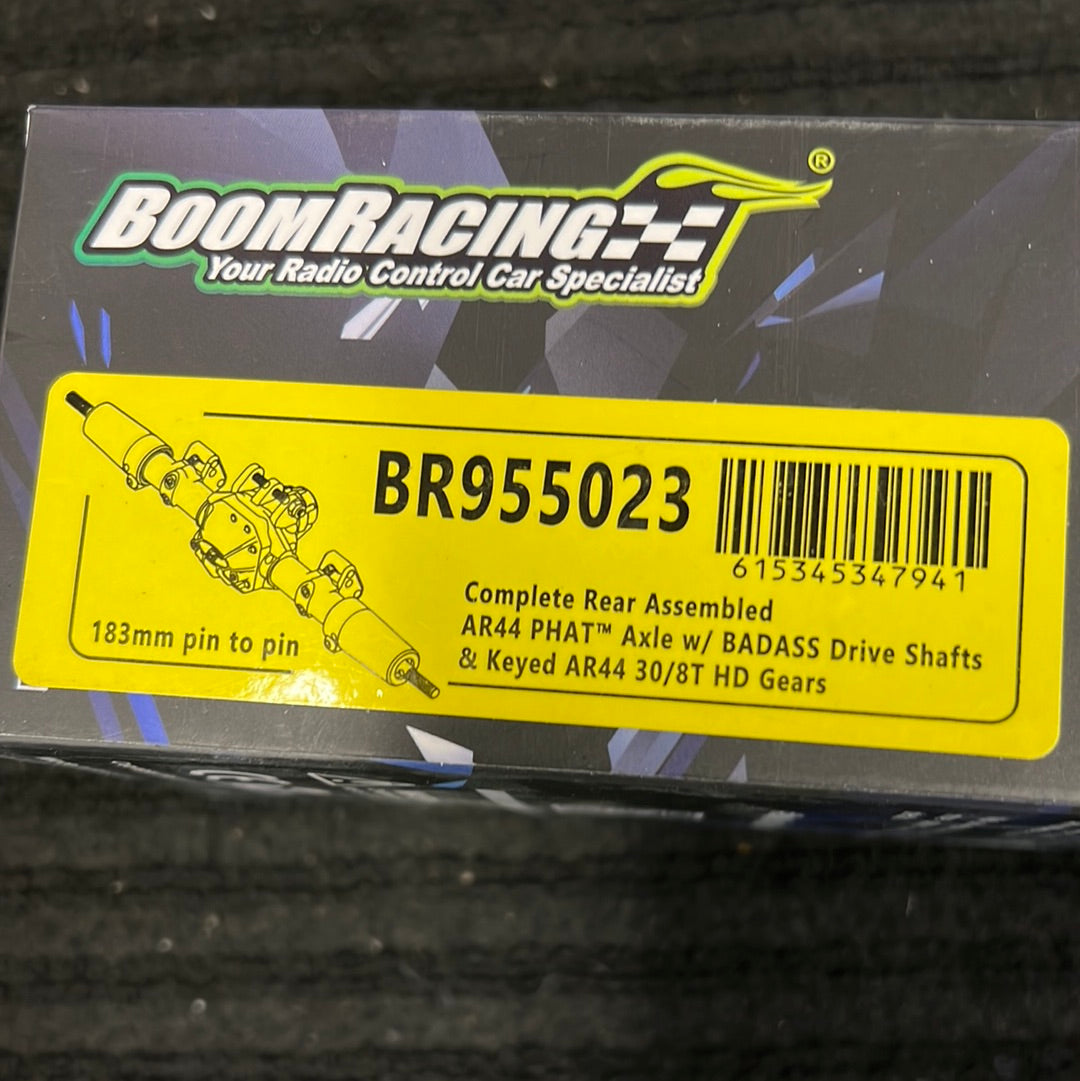 BOOMRACING ®
Your Radio Control Car Specialist
BR955023
615345347941
Complete Rear Assembled
AR44 PHAT™ Axle w/ BADASS Drive Shafts
& Keyed AR44 30/8T HD Gears
183mm pin to pin